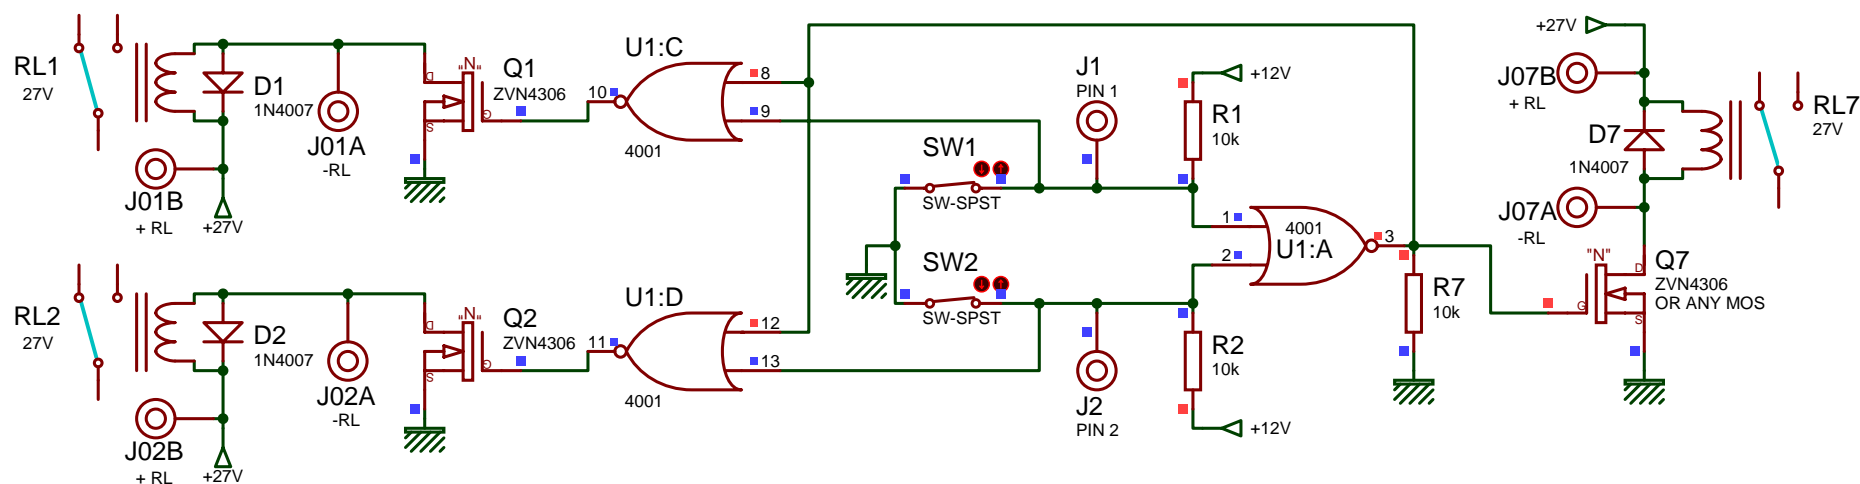 RL1
27V
D1
1N4007
J01A
-RL
J01B
+ RL
+27V
"N"
D
S
G
Q1
ZVN4306
U1:C
10
8
9
4001
J1
PIN 1
+12V
R1
10k
SW1
SW-SPST
SW2
SW-SPST
1
2
4001
U1:A
3
R7
10k
+27V
J07B
+ RL
D7
1N4007
J07A
-RL
RL7
27V
"N"
D
G
S
Q7
ZVN4306
OR ANY MOS
RL2
27V
D2
1N4007
J02A
-RL
J02B
+ RL
+27V
"N"
D
S
G
Q2
ZVN4306
U1:D
11
12
13
4001
J2
PIN 2
R2
10k
+12V